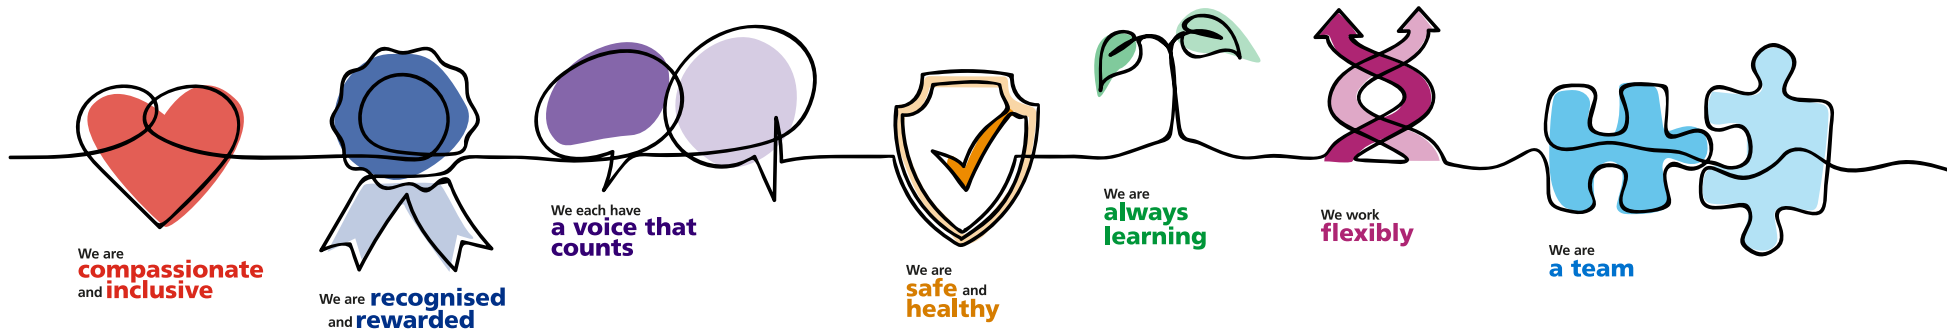 We are
compassionate
and inclusive
We are recognised
and rewarded
We each have
a voice that
counts
We are
safe and
healthy
We are
always
learning
We work
flexibly
We are
a team